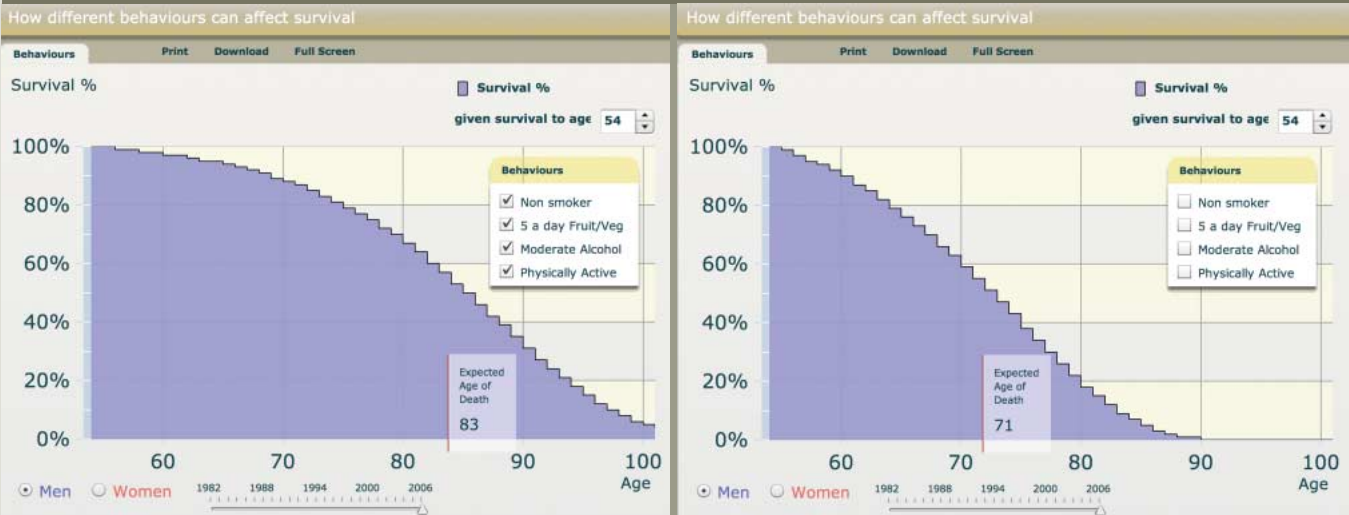 How different behaviours can affect survival
Behaviours Print Download Full Screen
Survival %
Survival %
given survival to age 54
100%
80%
60%
40%
20%
0%
Behaviours
Non smoker
5 a day Fruit/Veg
Moderate Alcohol
Physically Active
Expected
Age of
Death
83
60 70 80 90 100
Age
Men Women
1982 1988 1994 2000 2006
How different behaviours can affect survival
Behaviours Print Download Full Screen
Survival %
Survival %
given survival to age 54
100%
80%
60%
40%
20%
0%
Behaviours
Non smoker
5 a day Fruit/Veg
Moderate Alcohol
Physically Active
Expected
Age of
Death
71
60 70 80 90 100
Age
Men Women
1982 1988 1994 2000 2006